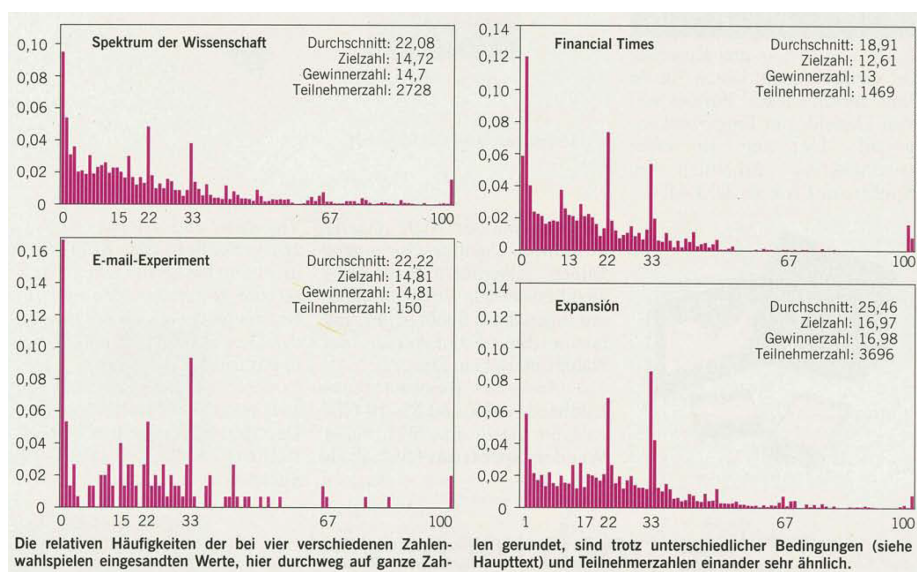 Spektrum der Wissenschaft
Durchschnitt: 22,08
Zielzahl: 14,72
Gewinnerzahl: 14,7
Teilnehmerzahl: 2728
0,10
0,08
0,06
0,04
0,02
0
0 15 22 33 67 100
Financial Times
Durchschnitt: 18,91
Zielzahl: 12,61
Gewinnerzahl: 13
Teilnehmerzahl: 1469
0,14
0,12
0,10
0,08
0,06
0,04
0,02
0
0 13 22 33 67 100
E-mail-Experiment
Durchschnitt: 22,22
Zielzahl: 14,81
Gewinnerzahl: 14,81
Teilnehmerzahl: 150
0,16
0,14
0,12
0,10
0,08
0,06
0,04
0,02
0
0 15 22 33 67 100
Expansión
Durchschnitt: 25,46
Zielzahl: 16,97
Gewinnerzahl: 16,98
Teilnehmerzahl: 3696
0,14
0,12
0,10
0,08
0,06
0,04
0,02
0
1 17 22 33 67 100
Die relativen Häufigkeiten der bei vier verschiedenen Zahlen-
wahlspielen eingesandten Werte, hier durchweg auf ganze Zah-
len gerundet, sind trotz unterschiedlicher Bedingungen (siehe
Haupttext) und Teilnehmerzahlen einander sehr ähnlich.